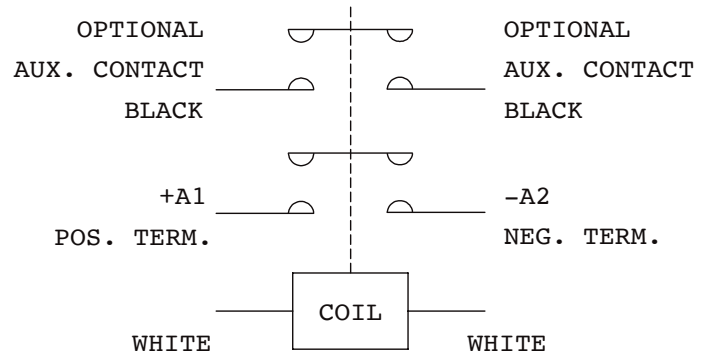 OPTIONAL
AUX. CONTACT
BLACK
OPTIONAL
AUX. CONTACT
BLACK
+A1
POS. TERM.
-A2
NEG. TERM.
COIL
WHITE
WHITE